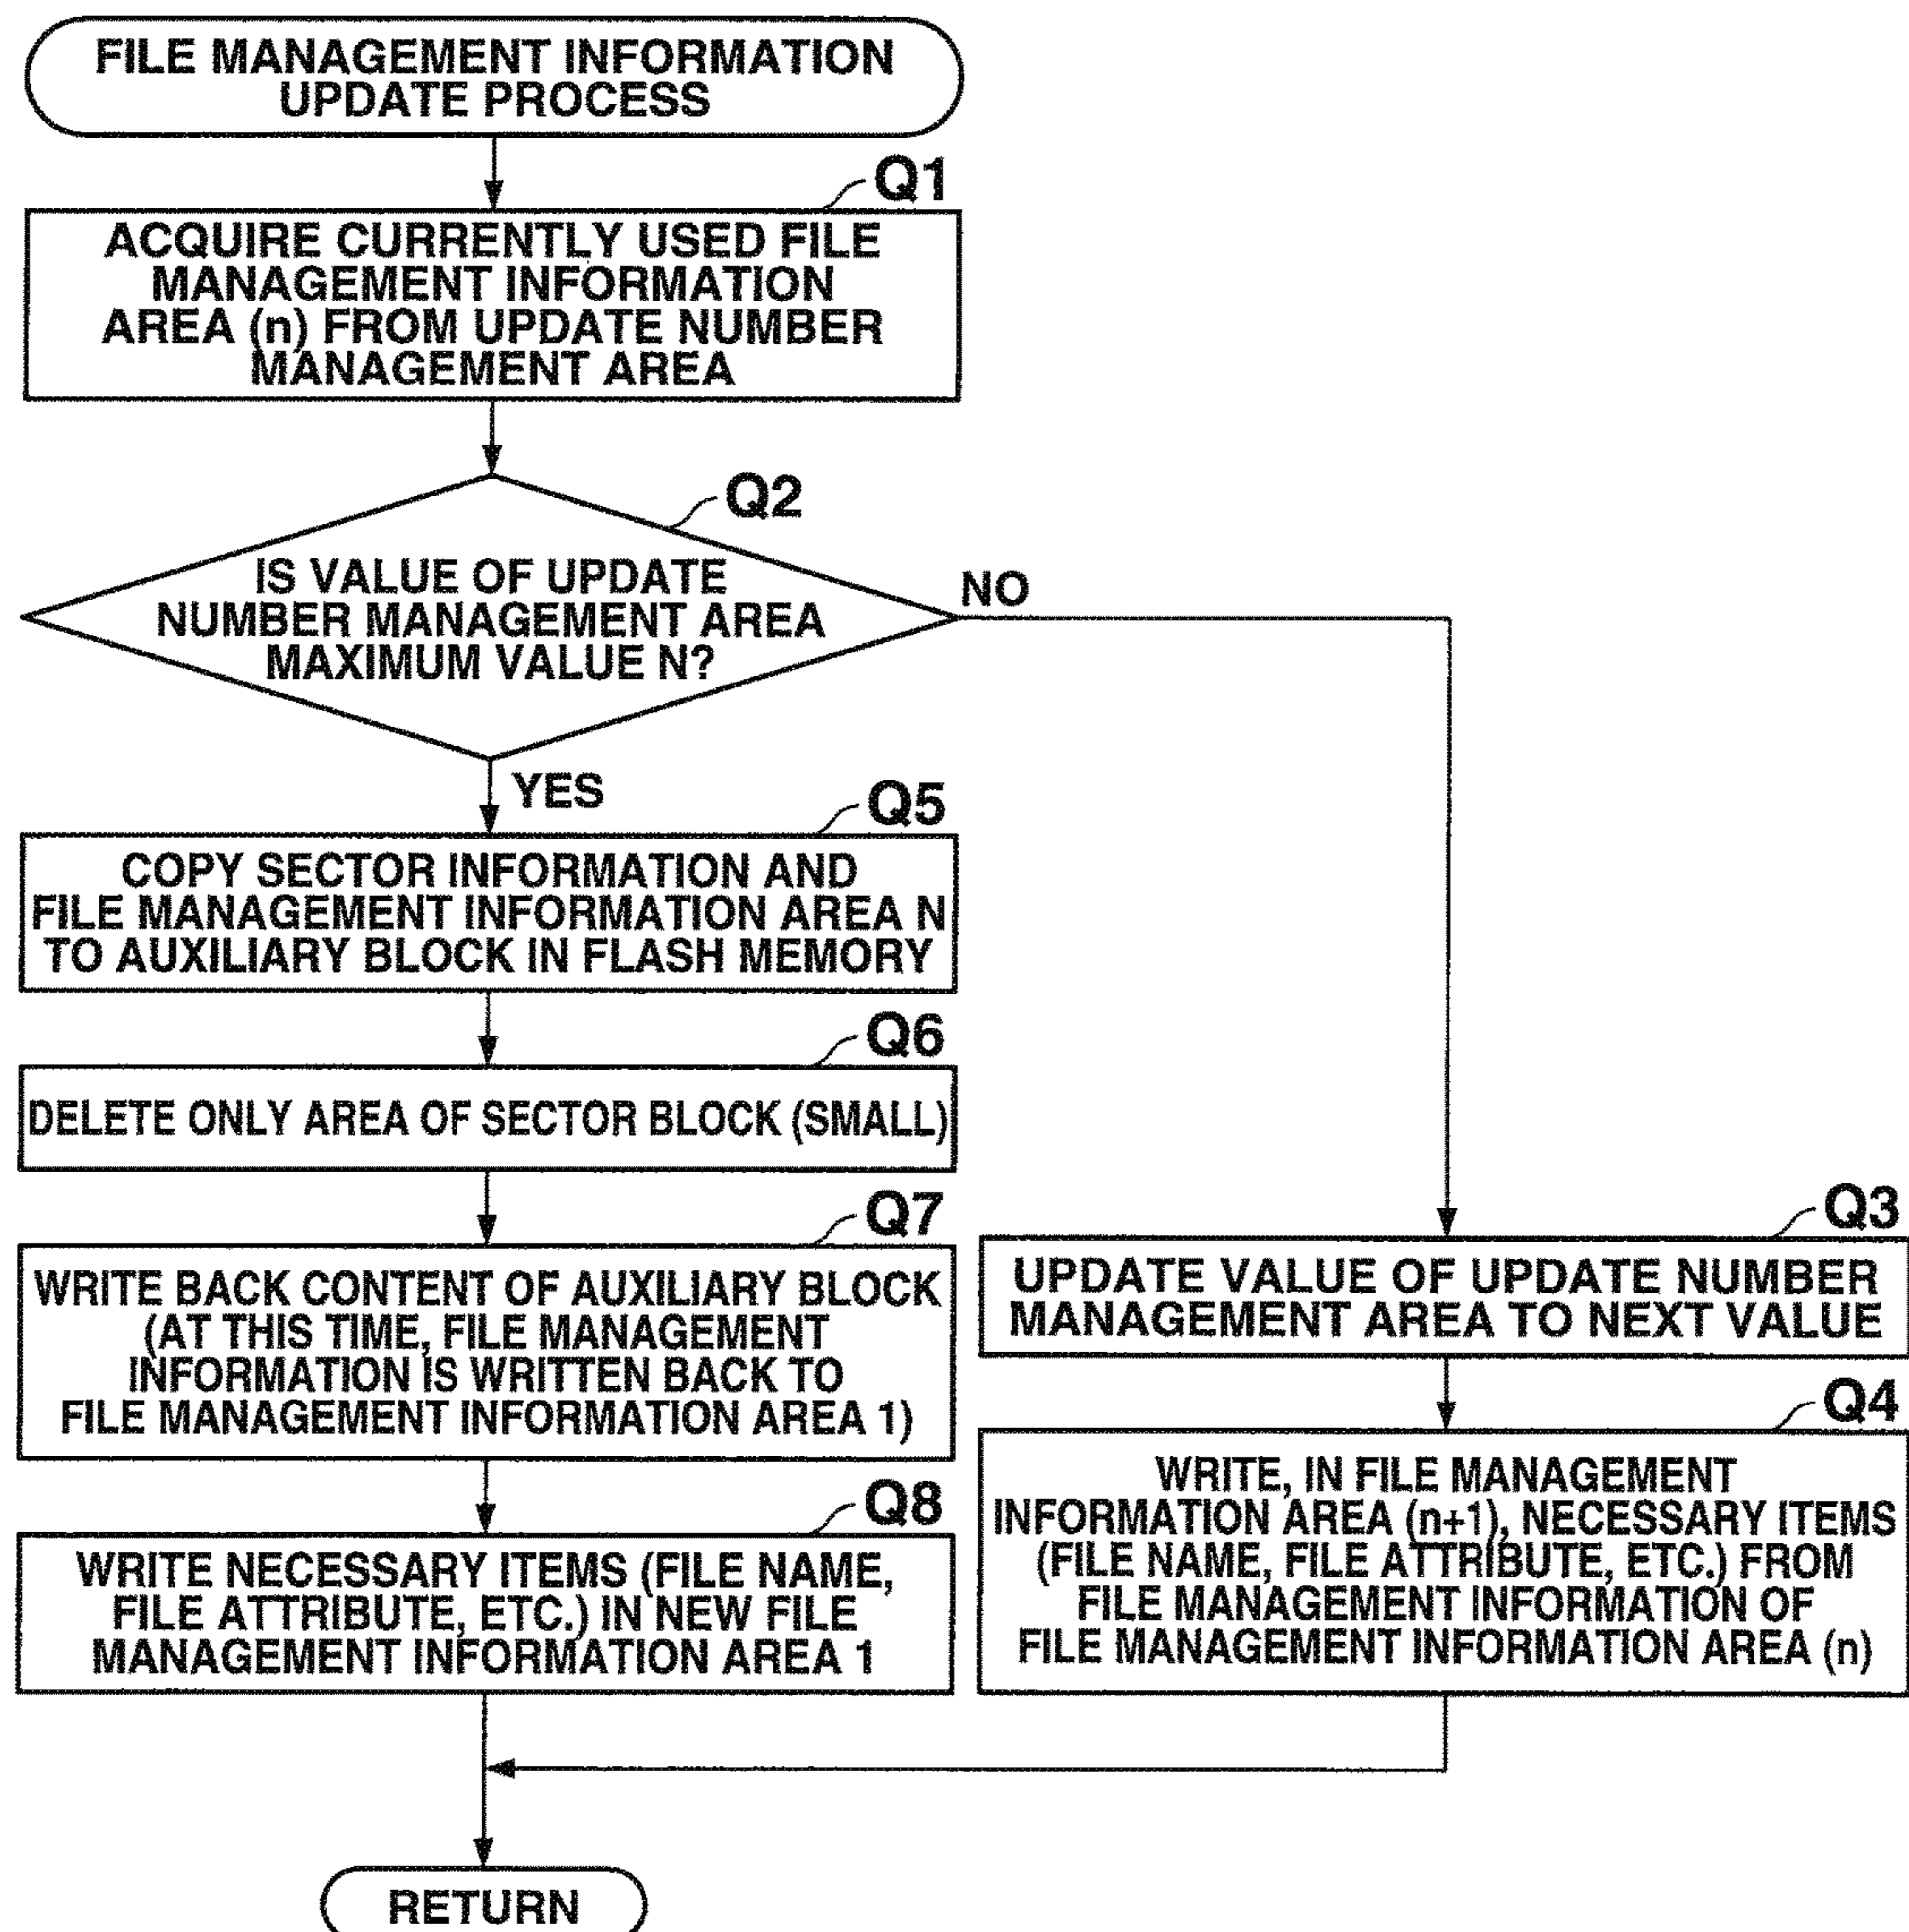 FILE MANAGEMENT INFORMATION
UPDATE PROCESS
Q1
ACQUIRE CURRENTLY USED FILE
MANAGEMENT INFORMATION
AREA (n) FROM UPDATE NUMBER
MANAGEMENT AREA
Q2
IS VALUE OF UPDATE
NUMBER MANAGEMENT AREA
MAXIMUM VALUE N?
NO
YES
Q5
COPY SECTOR INFORMATION AND
FILE MANAGEMENT INFORMATION AREA N
TO AUXILIARY BLOCK IN FLASH MEMORY
Q6
DELETE ONLY AREA OF SECTOR BLOCK (SMALL)
Q7
WRITE BACK CONTENT OF AUXILIARY BLOCK
(AT THIS TIME, FILE MANAGEMENT
INFORMATION IS WRITTEN BACK TO
FILE MANAGEMENT INFORMATION AREA 1)
Q8
WRITE NECESSARY ITEMS (FILE NAME,
FILE ATTRIBUTE, ETC.) IN NEW FILE
MANAGEMENT INFORMATION AREA 1
Q3
UPDATE VALUE OF UPDATE NUMBER
MANAGEMENT AREA TO NEXT VALUE
Q4
WRITE, IN FILE MANAGEMENT
INFORMATION AREA (n+1), NECESSARY ITEMS
(FILE NAME, FILE ATTRIBUTE, ETC.) FROM
FILE MANAGEMENT INFORMATION OF
FILE MANAGEMENT INFORMATION AREA (n)
RETURN